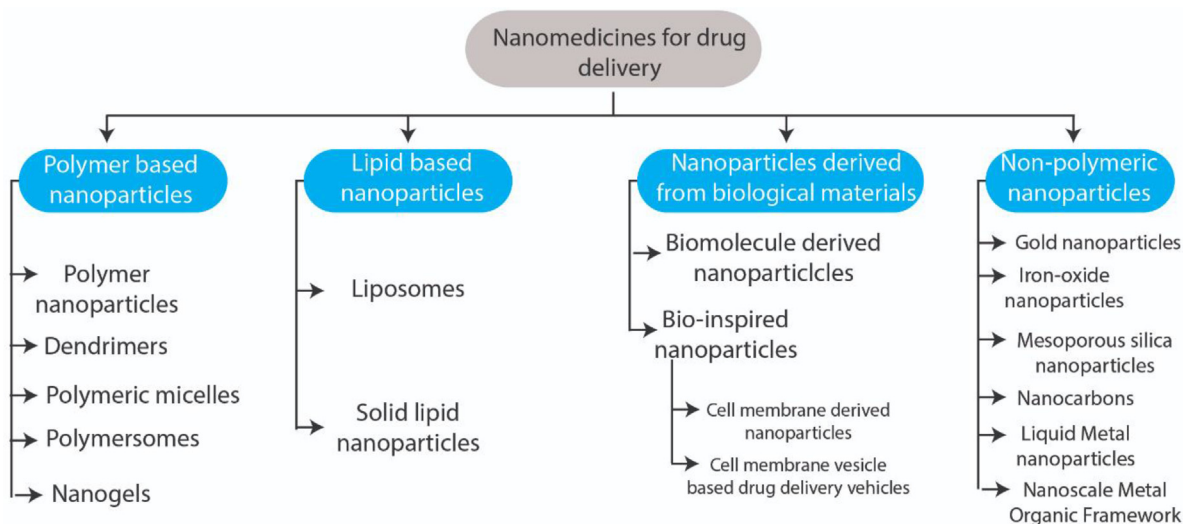 Nanomedicines for drug
delivery
Polymer based
nanoparticles
Polymer
nanoparticles
Dendrimers
Polymeric micelles
Polymersomes
Nanogels
Lipid based
nanoparticles
Liposomes
Solid lipid
nanoparticles
Nanoparticles derived
from biological materials
Biomolecule derived
nanoparticlcles
Bio-inspired
nanoparticles
Cell membrane derived
nanoparticles
Cell membrane vesicle
based drug delivery vehicles
Non-polymeric
nanoparticles
Gold nanoparticles
Iron-oxide
nanoparticles
Mesoporous silica
nanoparticles
Nanocarbons
Liquid Metal
nanoparticles
Nanoscale Metal
Organic Framework